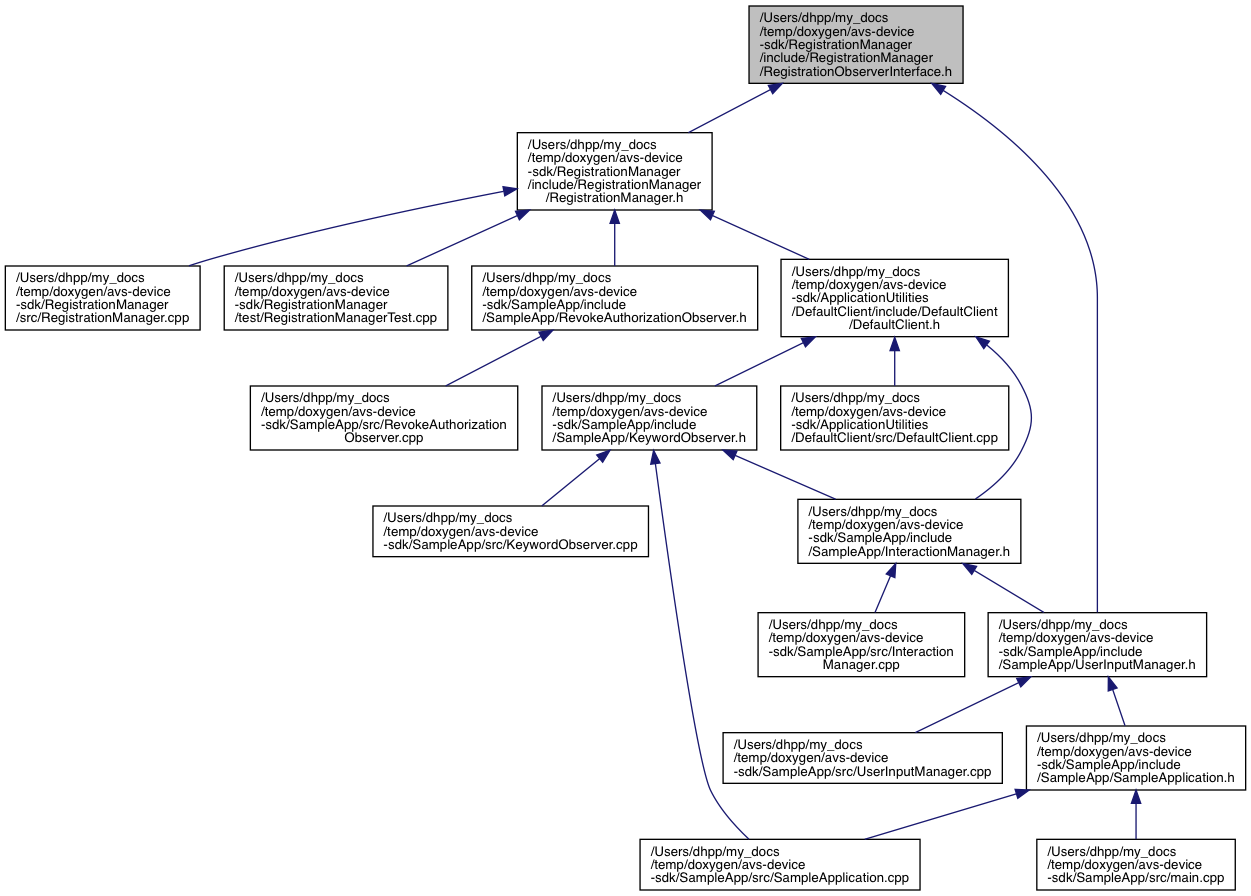 /Users/dhpp/my_docs
/temp/doxygen/avs-device
-sdk/RegistrationManager
/include/RegistrationManager
/RegistrationObserverInterface.h
/Users/dhpp/my_docs
/temp/doxygen/avs-device
-sdk/RegistrationManager
/include/RegistrationManager
/RegistrationManager.h
/Users/dhpp/my_docs
/temp/doxygen/avs-device
-sdk/RegistrationManager
/src/RegistrationManager.cpp
/Users/dhpp/my_docs
/temp/doxygen/avs-device
-sdk/RegistrationManager
/test/RegistrationManagerTest.cpp
/Users/dhpp/my_docs
/temp/doxygen/avs-device
-sdk/SampleApp/include
/SampleApp/RevokeAuthorizationObserver.h
/Users/dhpp/my_docs
/temp/doxygen/avs-device
-sdk/ApplicationUtilities
/DefaultClient/include/DefaultClient
/DefaultClient.h
/Users/dhpp/my_docs
/temp/doxygen/avs-device
-sdk/SampleApp/src/RevokeAuthorization
Observer.cpp
/Users/dhpp/my_docs
/temp/doxygen/avs-device
-sdk/SampleApp/include
/SampleApp/KeywordObserver.h
/Users/dhpp/my_docs
/temp/doxygen/avs-device
-sdk/ApplicationUtilities
/DefaultClient/src/DefaultClient.cpp
/Users/dhpp/my_docs
/temp/doxygen/avs-device
-sdk/SampleApp/src/KeywordObserver.cpp
/Users/dhpp/my_docs
/temp/doxygen/avs-device
-sdk/SampleApp/include
/SampleApp/InteractionManager.h
/Users/dhpp/my_docs
/temp/doxygen/avs-device
-sdk/SampleApp/src/Interaction
Manager.cpp
/Users/dhpp/my_docs
/temp/doxygen/avs-device
-sdk/SampleApp/include
/SampleApp/UserInputManager.h
/Users/dhpp/my_docs
/temp/doxygen/avs-device
-sdk/SampleApp/src/UserInputManager.cpp
/Users/dhpp/my_docs
/temp/doxygen/avs-device
-sdk/SampleApp/include
/SampleApp/SampleApplication.h
/Users/dhpp/my_docs
/temp/doxygen/avs-device
-sdk/SampleApp/src/SampleApplication.cpp
/Users/dhpp/my_docs
/temp/doxygen/avs-device
-sdk/SampleApp/src/main.cpp